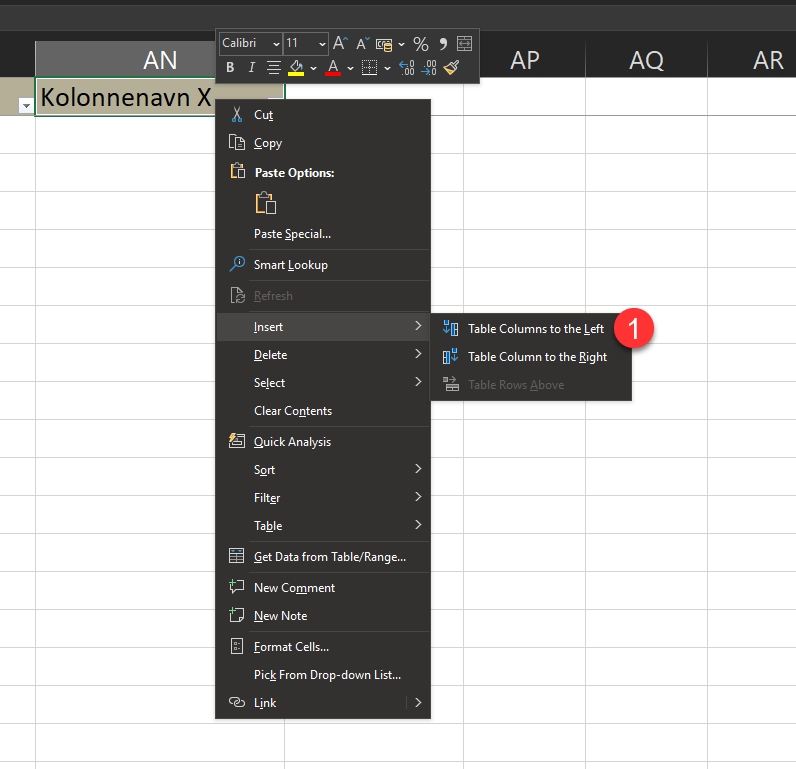 Calibri 11 A A % ,
B I A
AN AP AQ AR
Kolonnenavn X
Cut
Copy
Paste Options:
Paste Special...
Smart Lookup
Refresh
Insert
Table Columns to the Left 1
Table Column to the Right
Table Rows Above
Delete
Select
Clear Contents
Quick Analysis
Sort
Filter
Table
Get Data from Table/Range...
New Comment
New Note
Format Cells...
Pick From Drop-down List...
Link